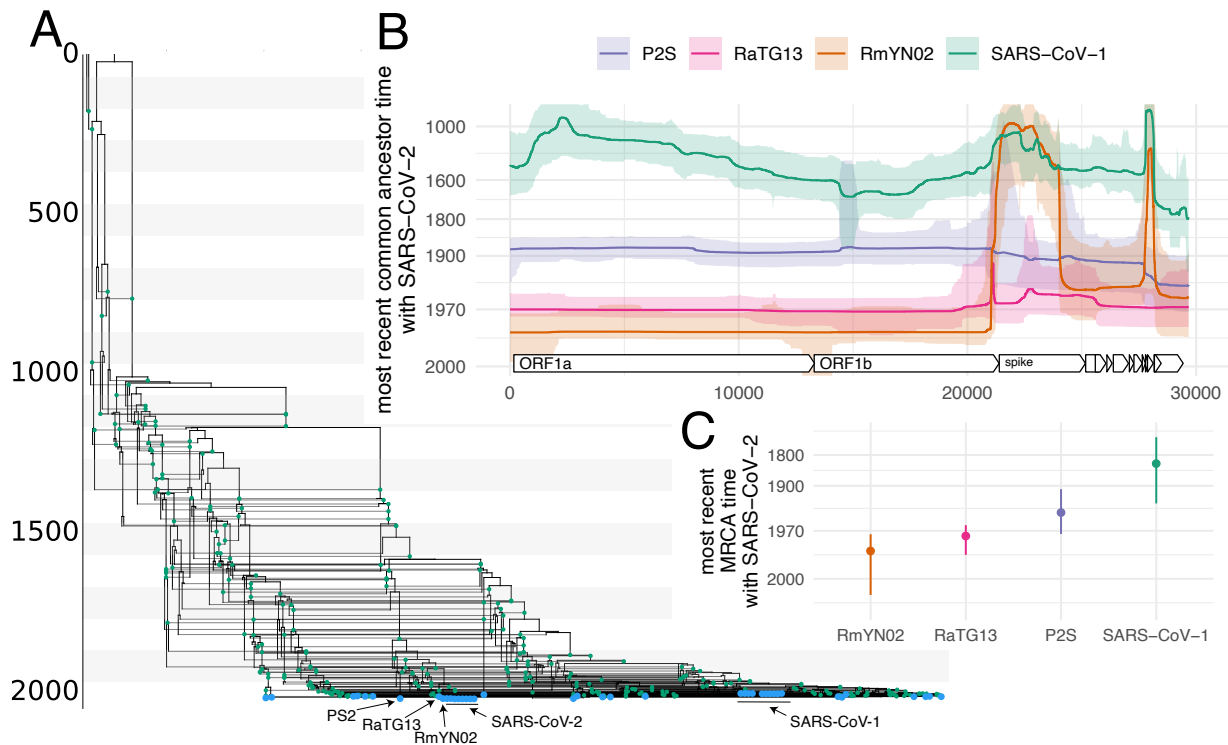 A
0
500
1000
1500
2000
PS2
RaTG13
RmYN02
SARS-CoV-2
SARS-CoV-1
B
P2S
RaTG13
RmYN02
SARS-CoV-1
most recent common ancestor time
with SARS-CoV-2
1000
1600
1800
1900
1970
2000
ORF1a
ORF1b
spike
0
10000
20000
30000
C
most recent
MRCA time
with SARS-CoV-2
1800
1900
1970
2000
RmYN02
RaTG13
P2S
SARS-CoV-1